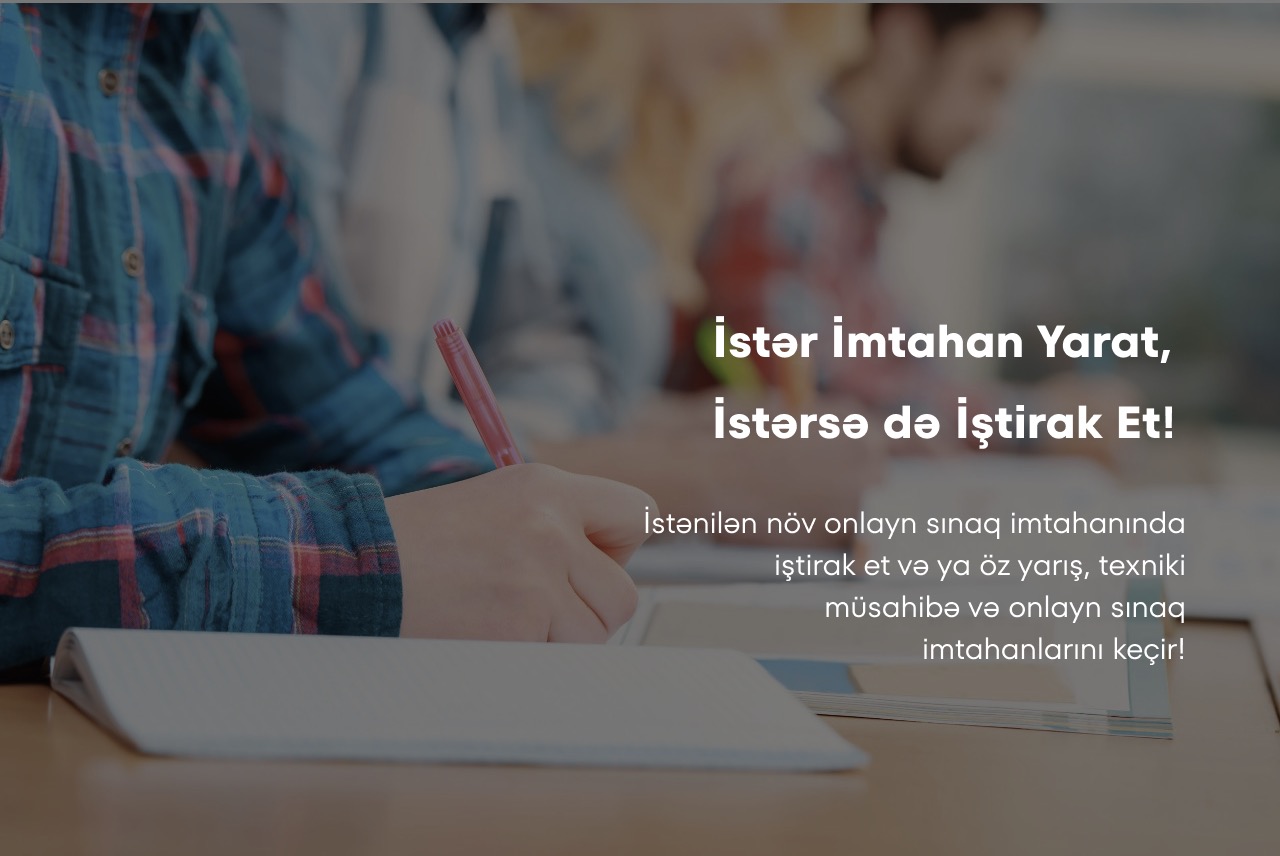 İstər İmtahan Yarat,
İstərsə də İştirak Et!
İstənilən növ onlayn sınaq imtahanında
iştirak et və ya öz yarış, texniki
müsahibə və onlayn sınaq
imtahanlarını keçir!